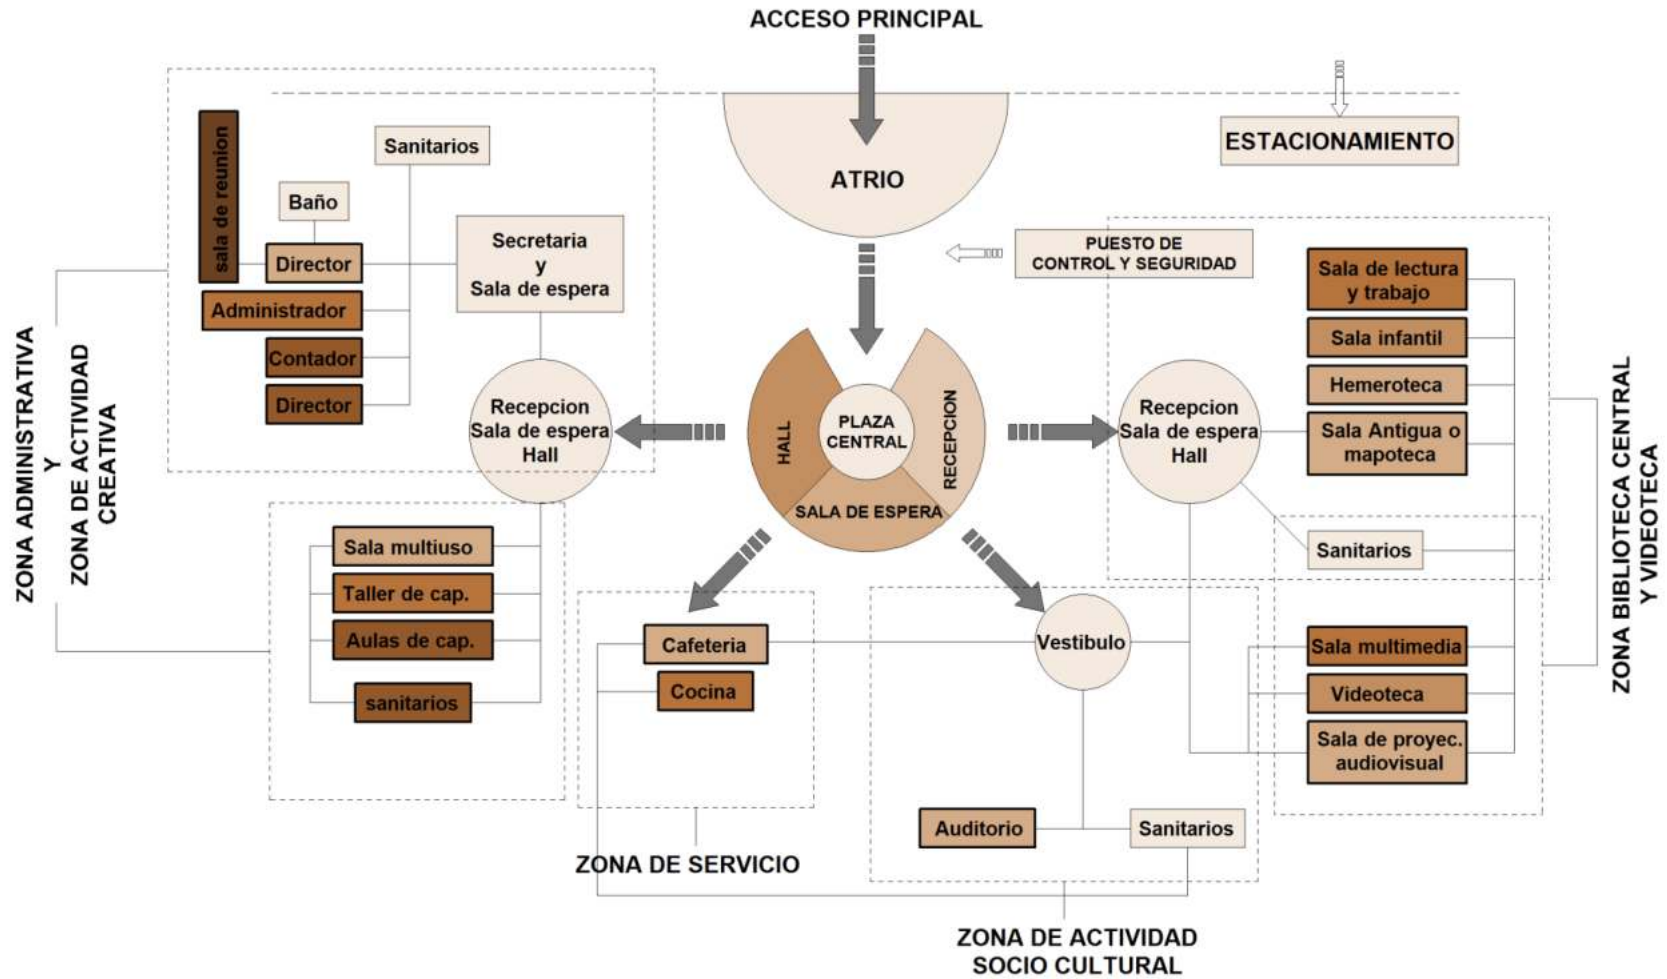 ACCESO PRINCIPAL
ATRIO
ESTACIONAMIENTO
PUESTO DE
CONTROL Y SEGURIDAD
sala de reunion
Sanitarios
Baño
Director
Secretaria
y
Sala de espera
Administrador
Contador
Director
Recepcion
Sala de espera
Hall
ZONA ADMINISTRATIVA
Y
ZONA DE ACTIVIDAD
CREATIVA
Sala multiuso
Taller de cap.
Aulas de cap.
sanitarios
HALL
PLAZA
CENTRAL
RECEPCION
SALA DE ESPERA
Recepcion
Sala de espera
Hall
Sala de lectura
y trabajo
Sala infantil
Hemeroteca
Sala Antigua o
mapoteca
Sanitarios
Sala multimedia
Videoteca
Sala de proyec.
audiovisual
ZONA BIBLIOTECA CENTRAL
Y VIDEOTECA
Cafeteria
Cocina
ZONA DE SERVICIO
Vestibulo
Auditorio
Sanitarios
ZONA DE ACTIVIDAD
SOCIO CULTURAL